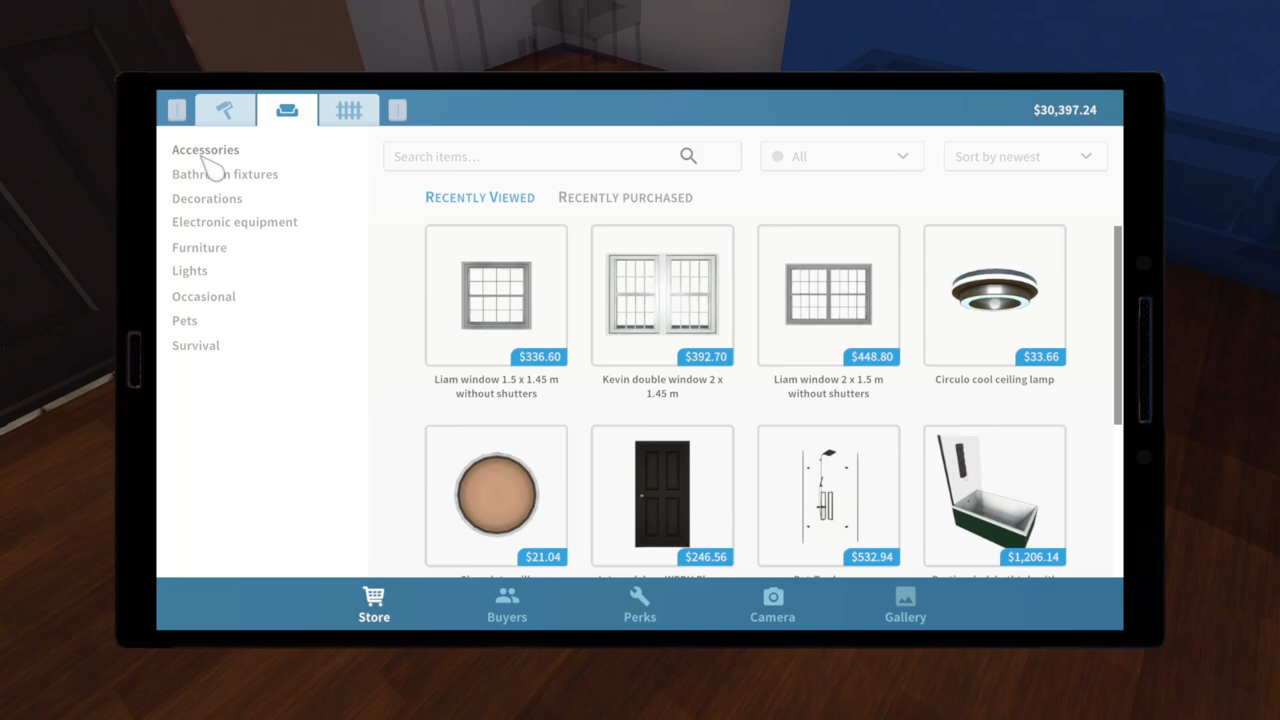 $30,397.24
Accessories
Bathroom fixtures
Decorations
Electronic equipment
Furniture
Lights
Occasional
Pets
Survival
Search items...
All
Sort by newest
RECENTLY VIEWED
RECENTLY PURCHASED
$336.60
$392.70
$448.80
$33.66
Liam window 1.5 x 1.45 m
without shutters
Kevin double window 2 x
1.45 m
Liam window 2 x 1.5 m
without shutters
Circulo cool ceiling lamp
$21.04
$246.56
$532.94
$1,206.14
Store
Buyers
Perks
Camera
Gallery